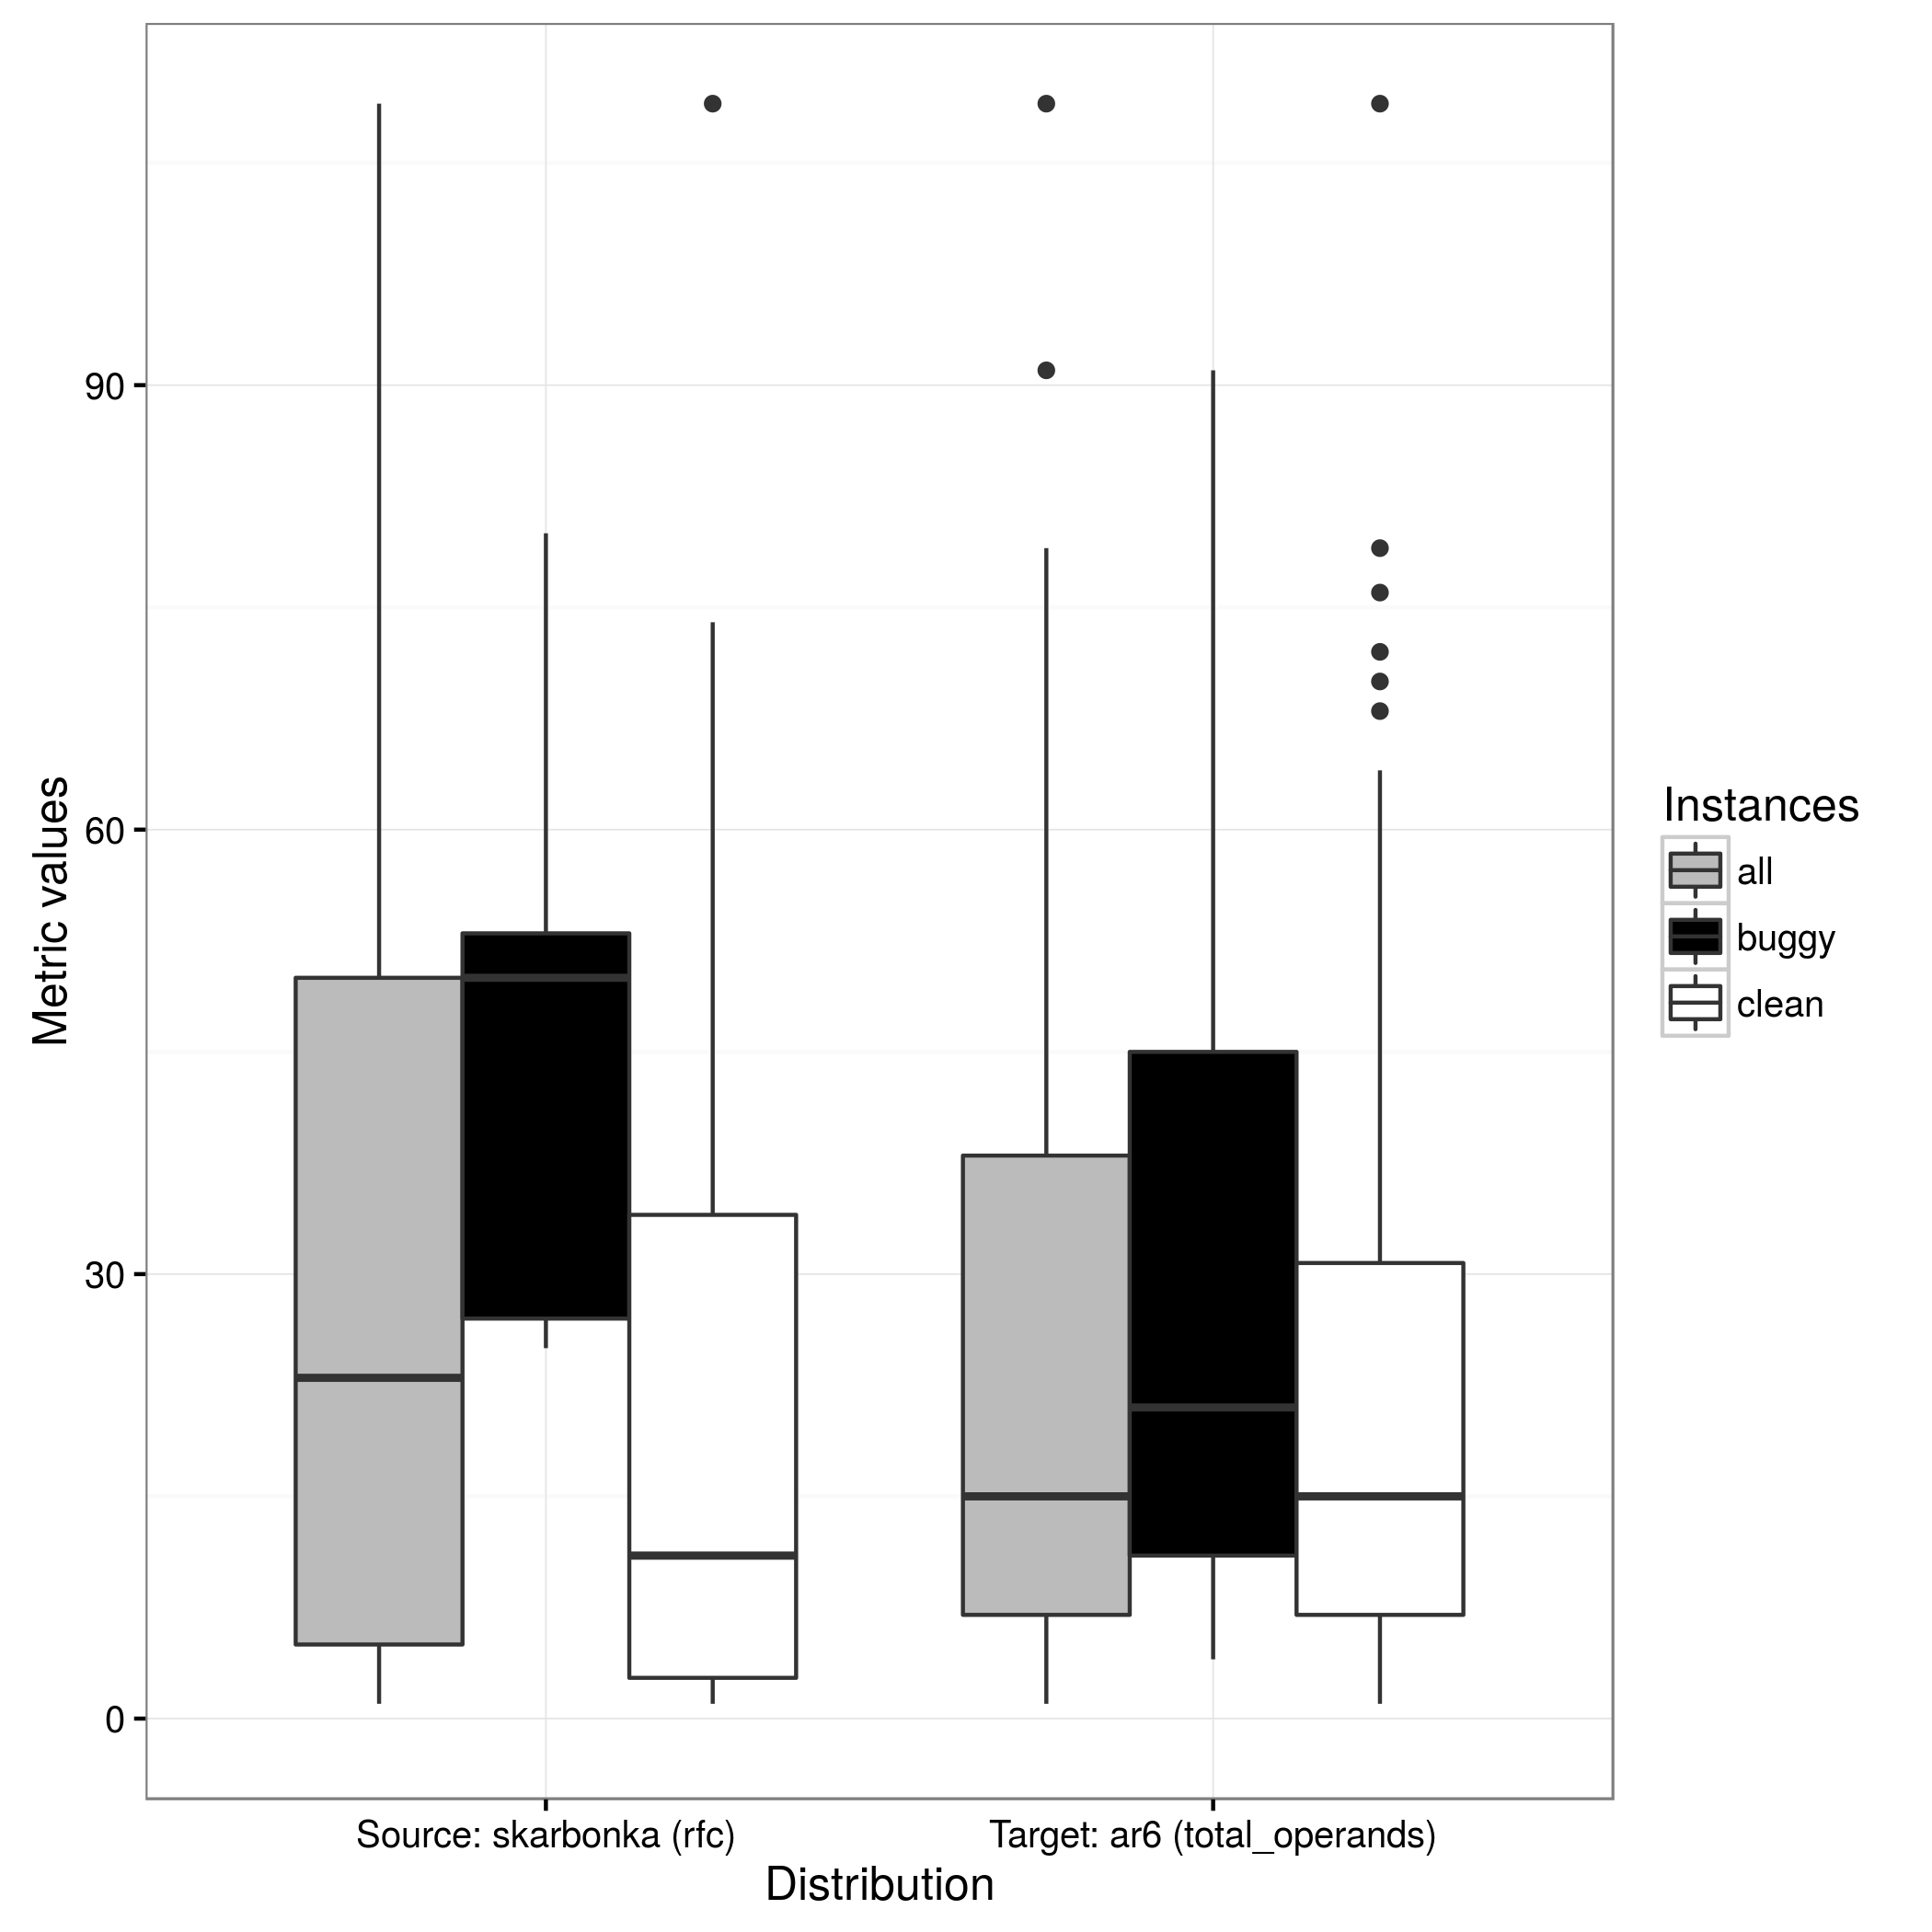 90
60
30
0
Metric values
Source: skarbonka (rfc)
Target: ar6 (total_operands)
Distribution
Instances
all
buggy
clean